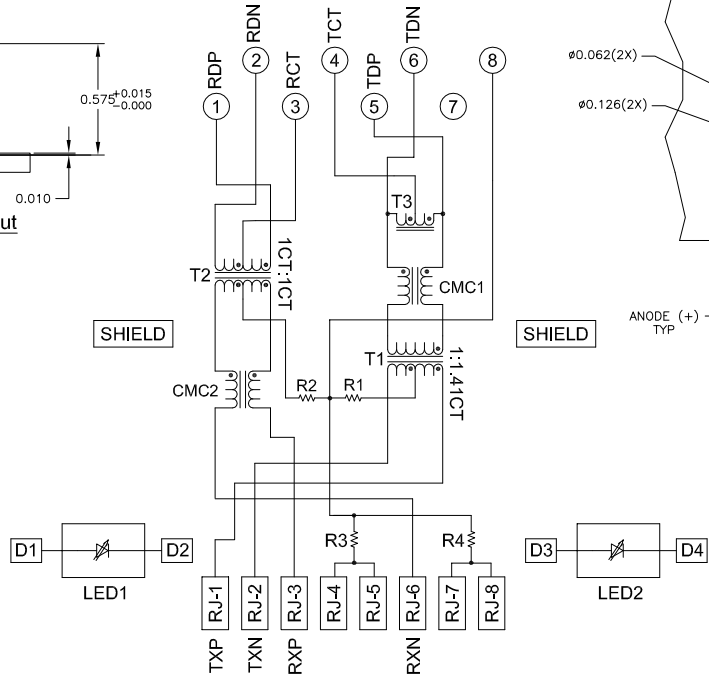 RDN
2
TCT
4
TDN
6
8
RDP
1
RCT
3
TDP
5
7
ø0.062(2X)
ø0.126(2X)
0.575 +0.015
-0.000
0.010
ut
T3
T2
1CT:1CT
CMC1
SHIELD
SHIELD
ANODE (+)
TYP
T1
1:1.41CT
CMC2
R2
R1
R3
R4
D1
D2
LED1
D3
D4
LED2
RJ-1
RJ-2
RJ-3
RJ-4
RJ-5
RJ-6
RJ-7
RJ-8
TXP
TXN
RXP
RXN